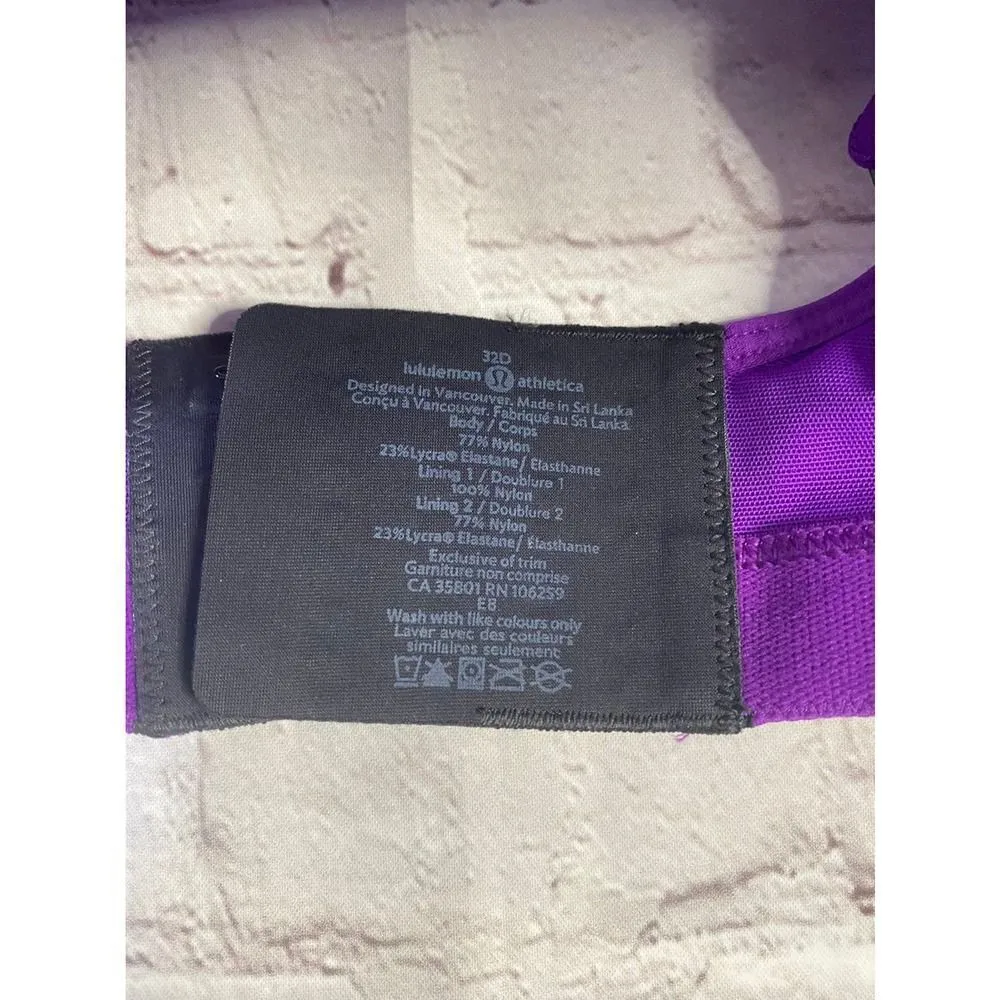 32D
lululemon athletica
Designed in Vancouver. Made in Sri Lanka
Conçu à Vancouver. Fabriqué au Sri Lanka
Body / Corps
77% Nylon
23% Lycra® Elastane / Elasthanne
Lining 1 / Doublure 1
100% Nylon
Lining 2 / Doublure 2
77% Nylon
23% Lycra® Elastane / Elasthanne
Exclusive of trim
Garniture non comprise
CA 35801 RN 106259
EB
Wash with like colours only
Laver avec des couleurs
similaires seulement